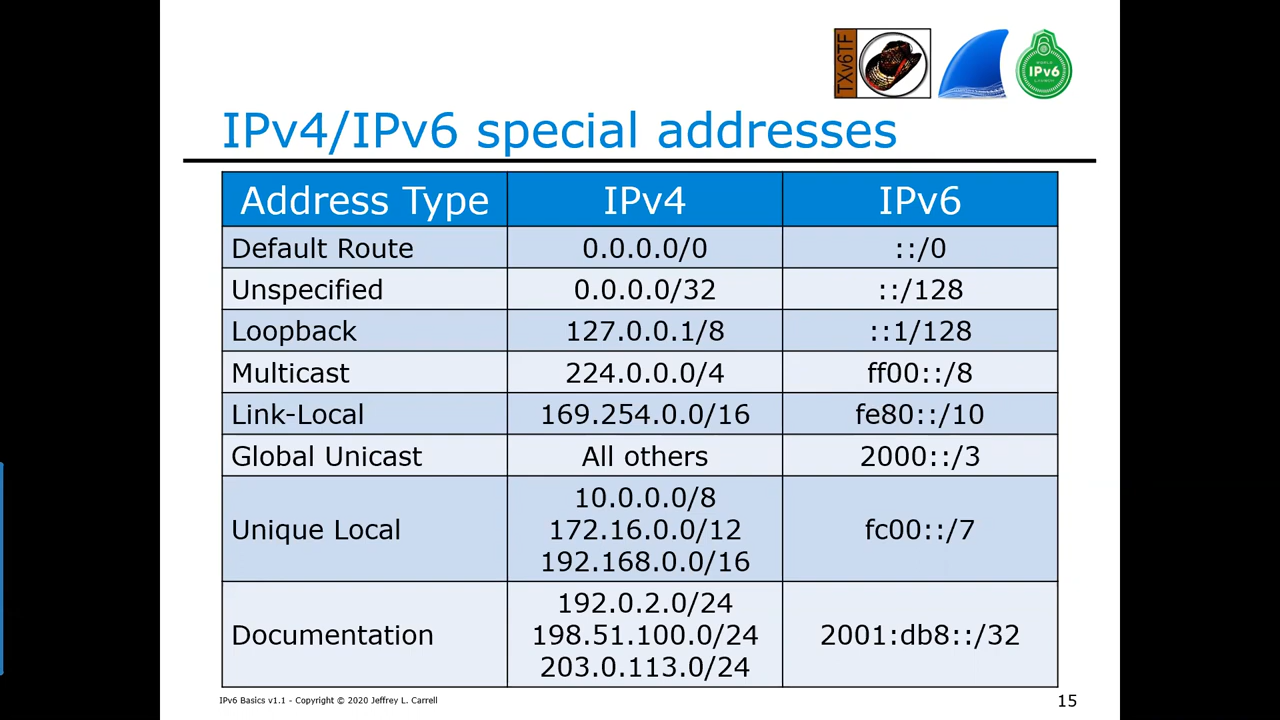 TXv6TF
WORLD
IPv6
LAUNCH
IPv4/IPv6 special addresses
Address Type IPv4 IPv6
Default Route 0.0.0.0/0 ::/0
Unspecified 0.0.0.0/32 ::/128
Loopback 127.0.0.1/8 ::1/128
Multicast 224.0.0.0/4 ff00::/8
Link-Local 169.254.0.0/16 fe80::/10
Global Unicast All others 2000::/3
Unique Local 10.0.0.0/8
172.16.0.0/12
192.168.0.0/16 fc00::/7
Documentation 192.0.2.0/24
198.51.100.0/24
203.0.113.0/24 2001:db8::/32
IPv6 Basics v1.1 - Copyright © 2020 Jeffrey L. Carrell
15